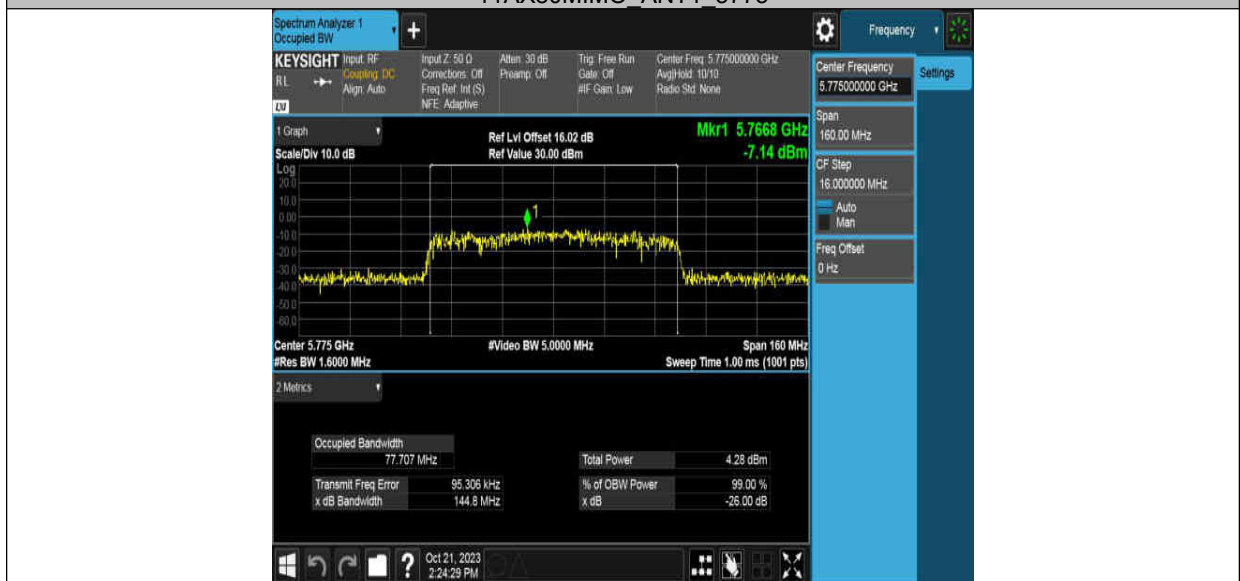 Spectrum Analyzer 1
Occupied BW
+
Frequency
KEYSIGHT
RL
LXI
Input: RF
Coupling: DC
Align: Auto
Input Z: 50 Ω
Corrections: Off
Freq Ref: Int (S)
NFE: Adaptive
Atten: 30 dB
Preamp: Off
Trig: Free Run
Gate: Off
#IF Gain: Low
Center Freq: 5.775000000 GHz
Avg|Hold: 10/10
Radio Std: None
Center Frequency
5.775000000 GHz
Settings
Span
160.00 MHz
CF Step
16.000000 MHz
Auto
Man
Freq Offset
0 Hz
1 Graph
Scale/Div 10.0 dB
Ref Lvl Offset 16.02 dB
Ref Value 30.00 dBm
Mkr1 5.7668 GHz
-7.14 dBm
Log
20.0
10.0
0.00
-10.0
-20.0
-30.0
-40.0
-50.0
-60.0
1
Center 5.775 GHz
#Res BW 1.6000 MHz
#Video BW 5.0000 MHz
Span 160 MHz
Sweep Time 1.00 ms (1001 pts)
2 Metrics
Occupied Bandwidth
77.707 MHz
Total Power 4.28 dBm
Transmit Freq Error 95.306 kHz
% of OBW Power 99.00 %
x dB Bandwidth 144.8 MHz
x dB -26.00 dB
?
Oct 21, 2023
2:24:29 PM